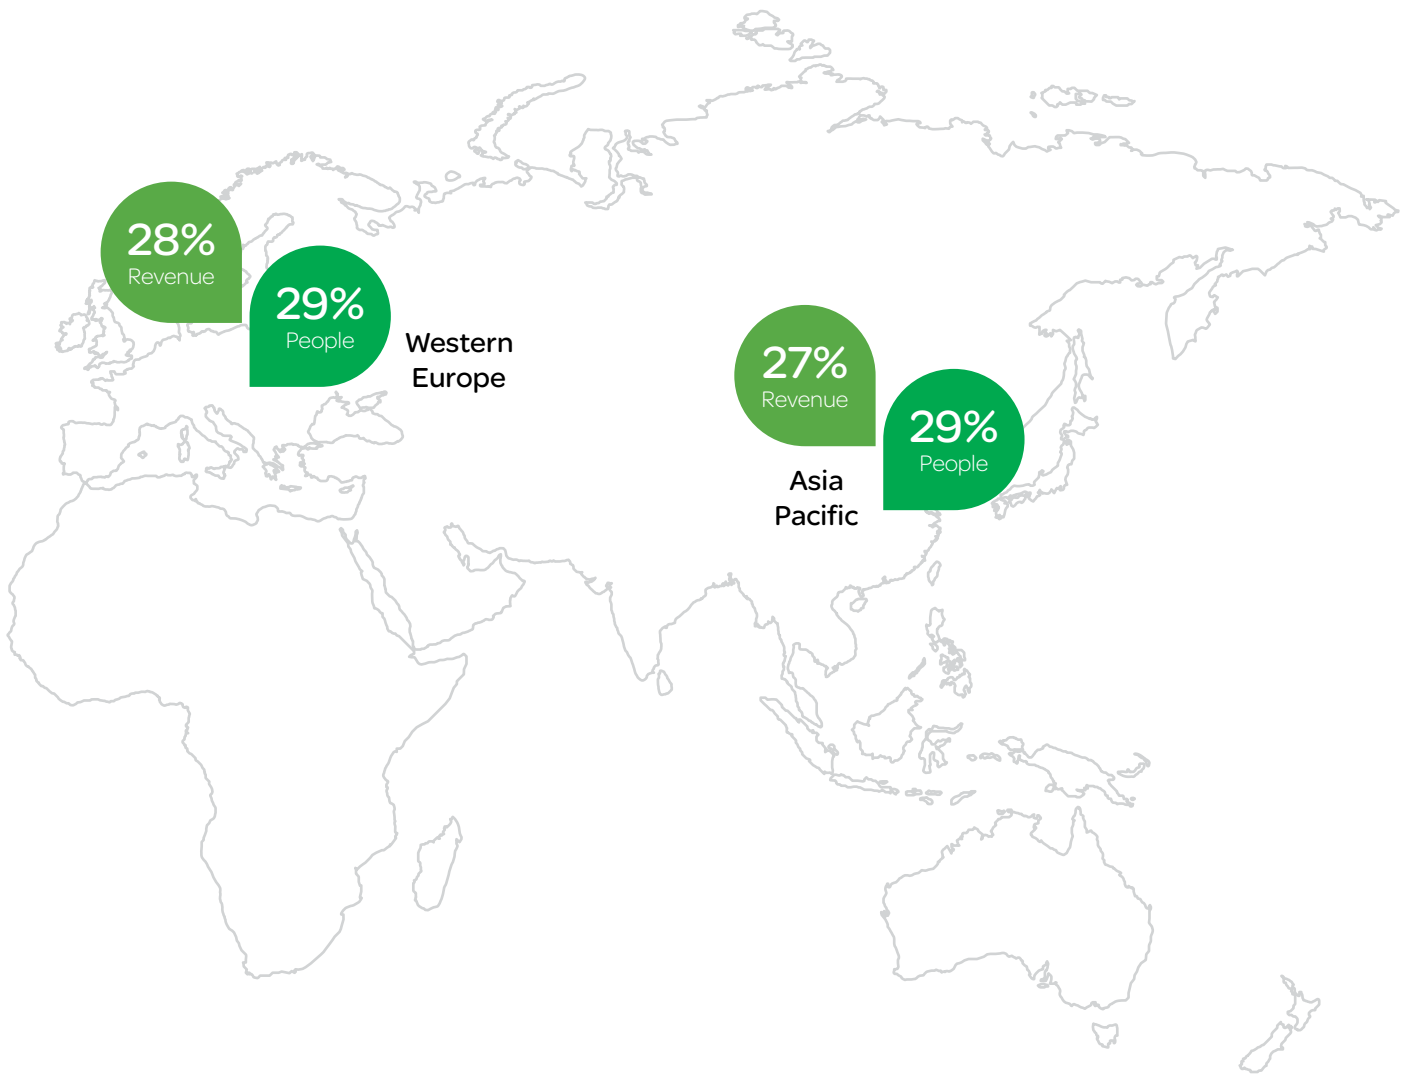 28%
Revenue
29%
People
Western
Europe
27%
Revenue
29%
People
Asia
Pacific